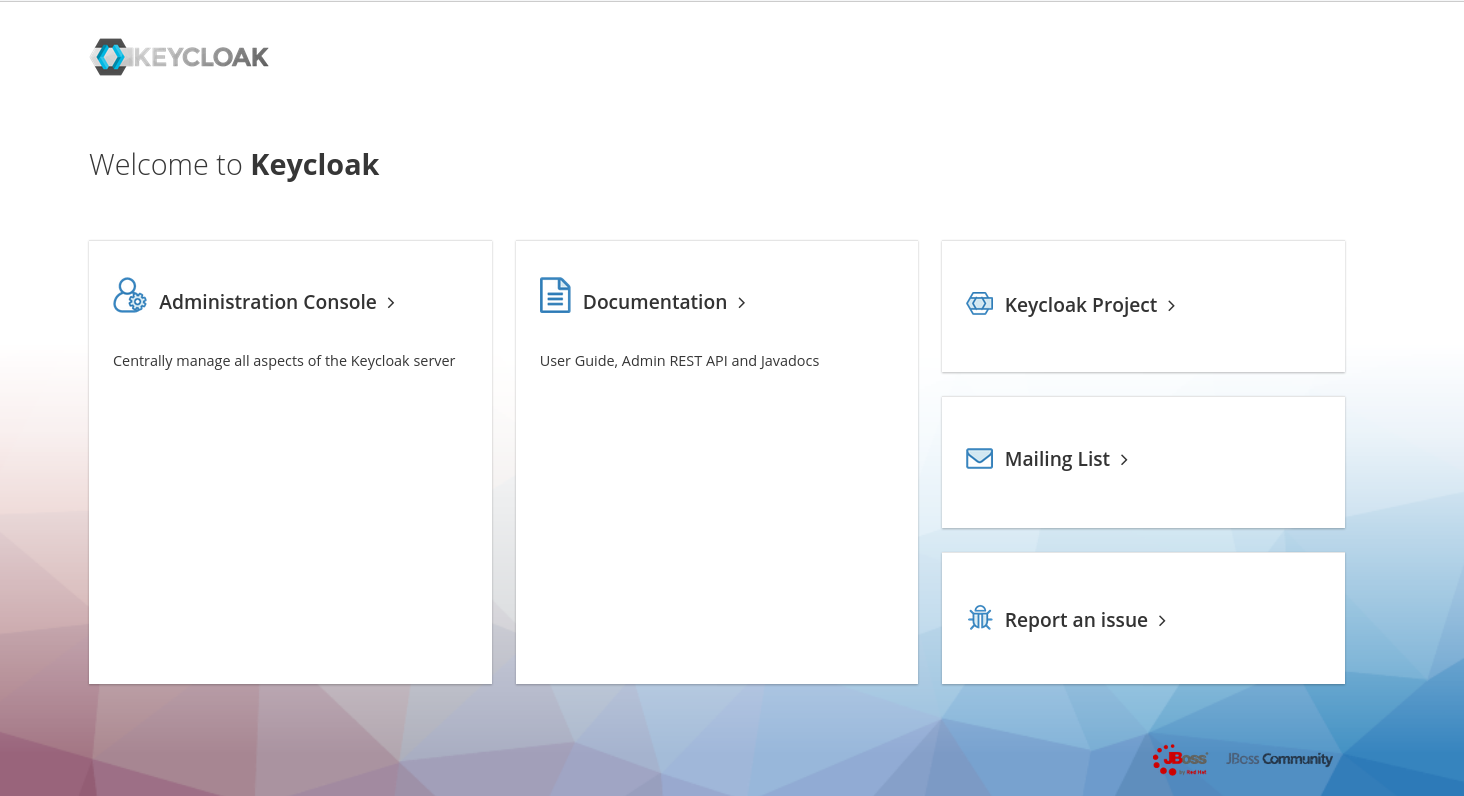 KEYCLOAK
Welcome to Keycloak
Administration Console
Centrally manage all aspects of the Keycloak server
Documentation
User Guide, Admin REST API and Javadocs
Keycloak Project
Mailing List
Report an issue
JBoss by Red Hat
JBoss Community